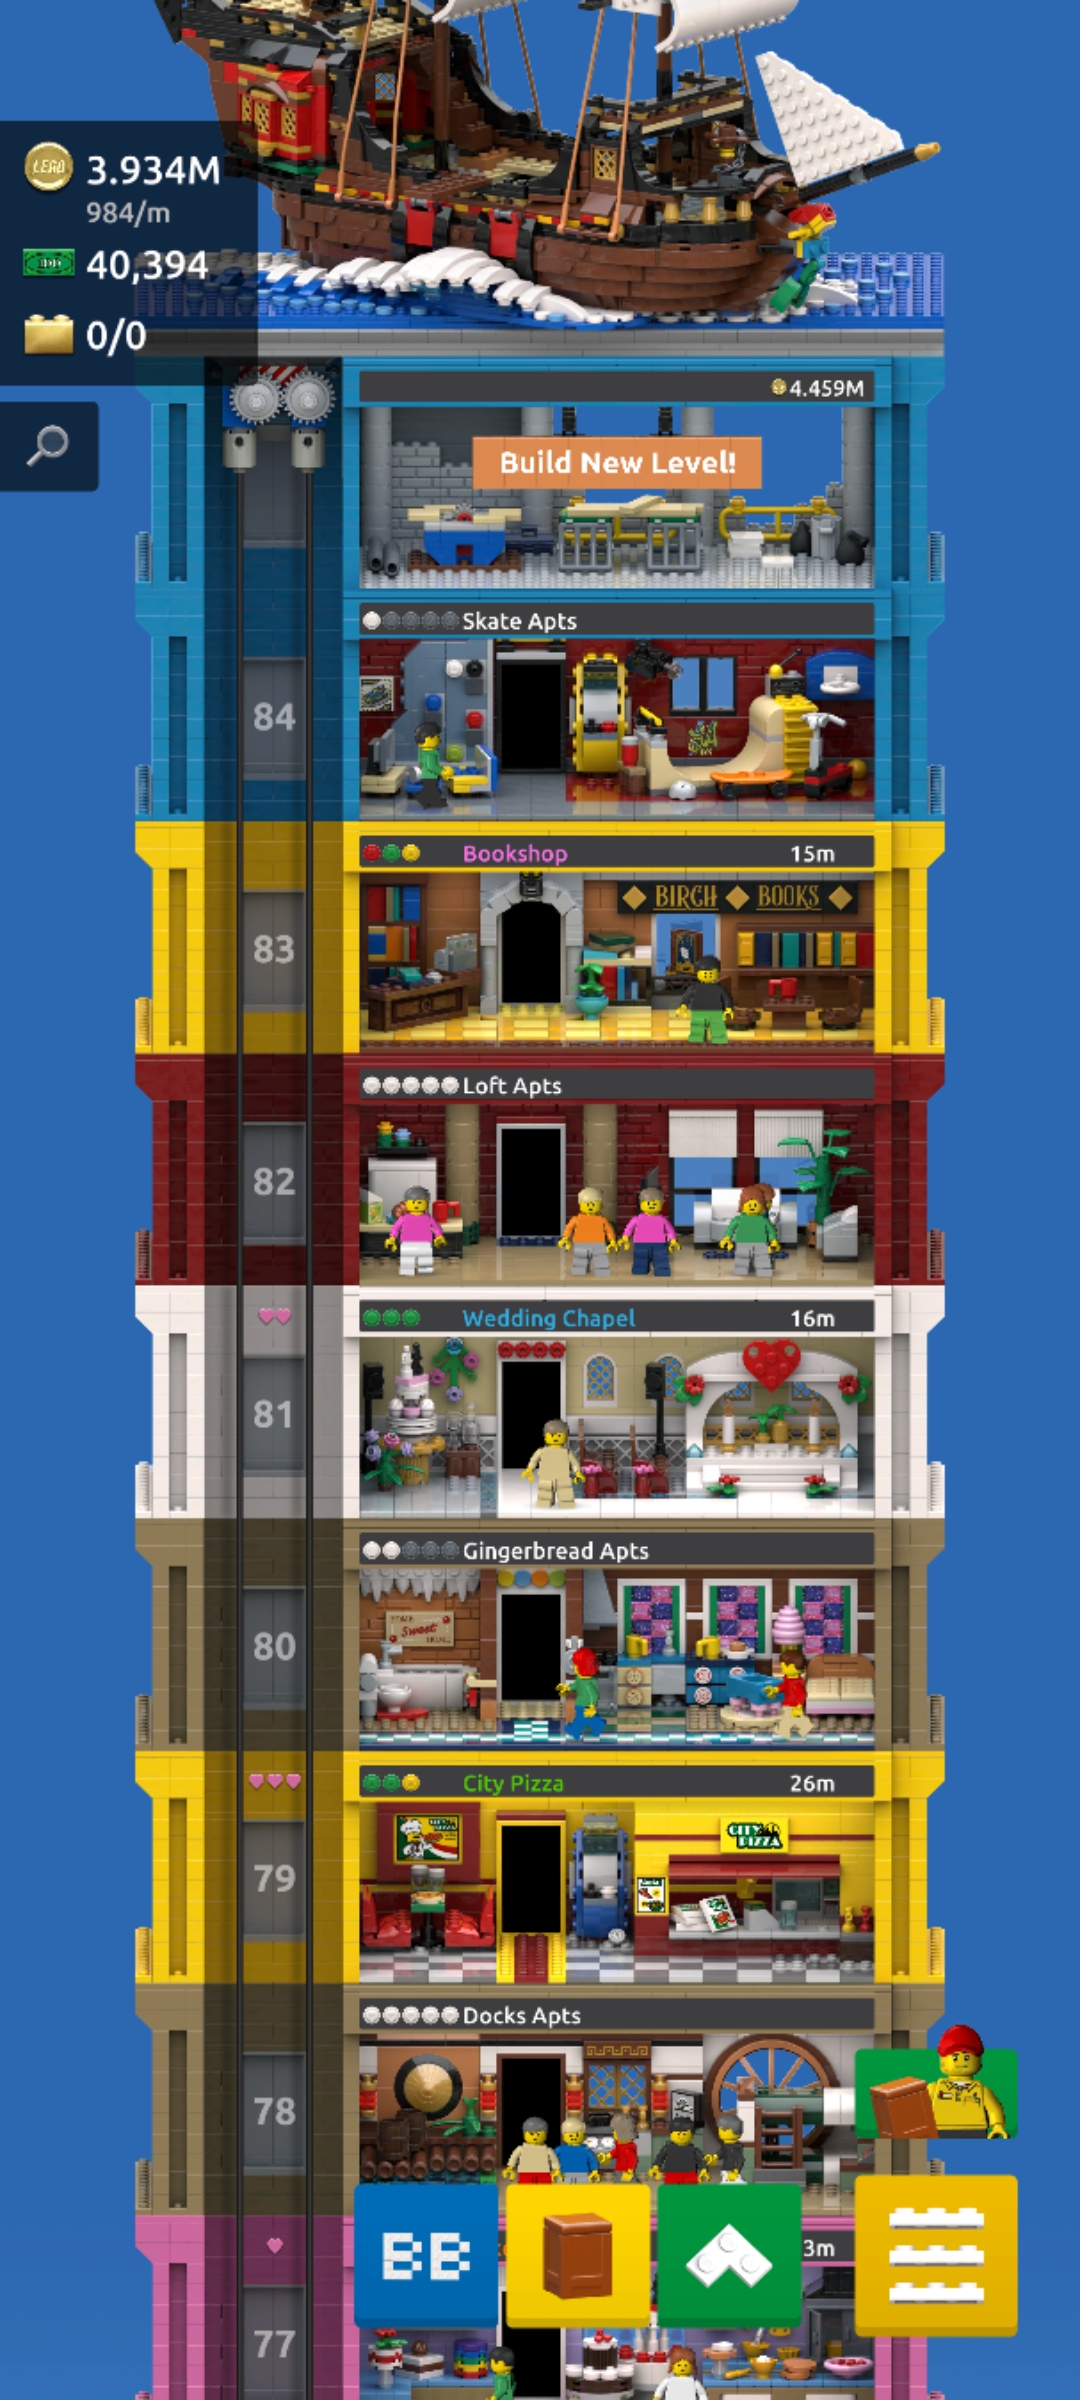 LEGO 3.934M
984/m
40,394
0/0
4.459M
Build New Level!
Skate Apts
84
Bookshop 15m
BIRCH BOOKS
83
Loft Apts
82
Wedding Chapel 16m
81
Gingerbread Apts
Sweet
80
City Pizza 26m
CITY
PIZZA
79
Docks Apts
78
BB
3m
77